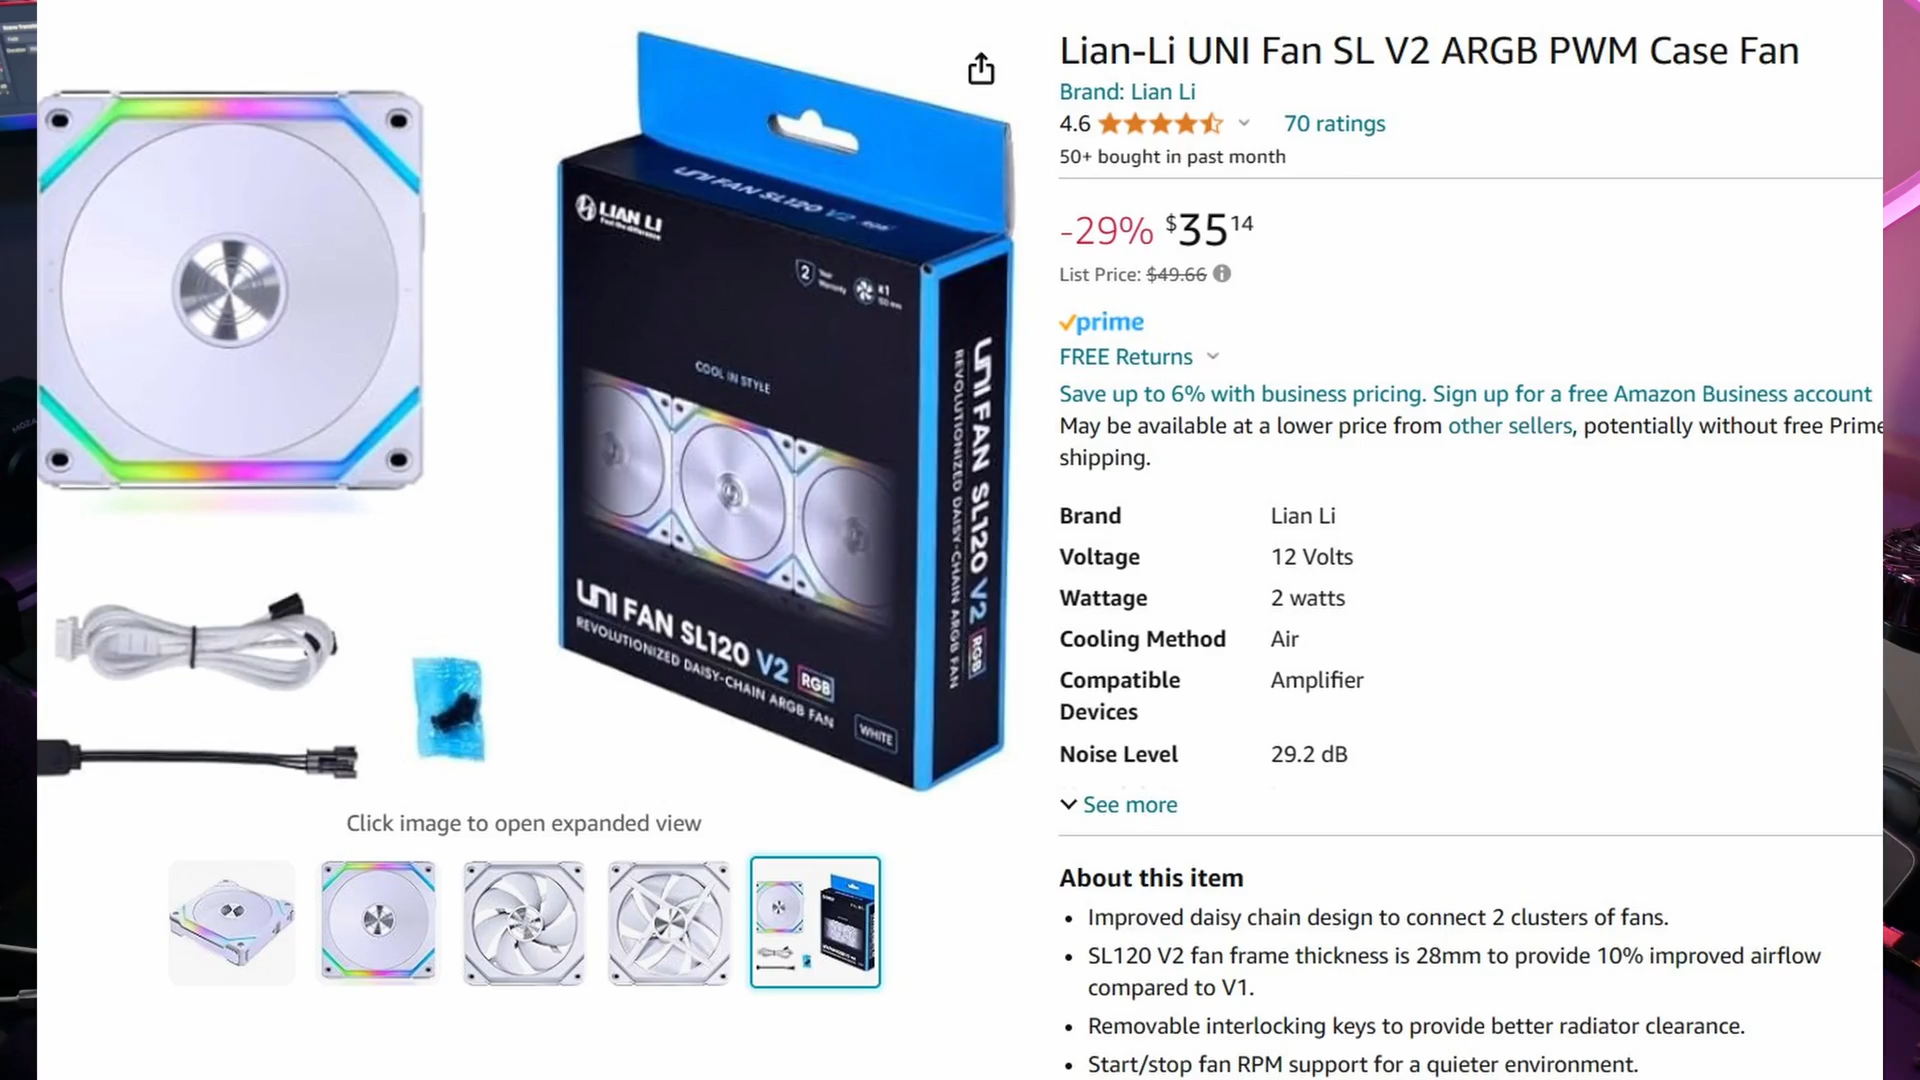 Lian-Li UNI Fan SL V2 ARGB PWM Case Fan
Brand: Lian Li
4.6
70 ratings
50+ bought in past month
-29% $35 14
List Price: $49.66
prime
FREE Returns
Save up to 6% with business pricing. Sign up for a free Amazon Business account
May be available at a lower price from other sellers, potentially without free Prime
shipping.
Brand Lian Li
Voltage 12 Volts
Wattage 2 watts
Cooling Method Air
Compatible Amplifier
Devices
Noise Level 29.2 dB
See more
About this item
• Improved daisy chain design to connect 2 clusters of fans.
• SL120 V2 fan frame thickness is 28mm to provide 10% improved airflow
compared to V1.
• Removable interlocking keys to provide better radiator clearance.
• Start/stop fan RPM support for a quieter environment.
UNI FAN SL120 V2 RGB
LIAN LI
2 Year
Warranty
x1
COOL IN STYLE
UNI FAN SL120 V2 RGB
REVOLUTIONIZED DAISY-CHAIN ARGB FAN
WHITE
UNI FAN SL120 V2 RGB
REVOLUTIONIZED DAISY-CHAIN ARGB FAN
Click image to open expanded view